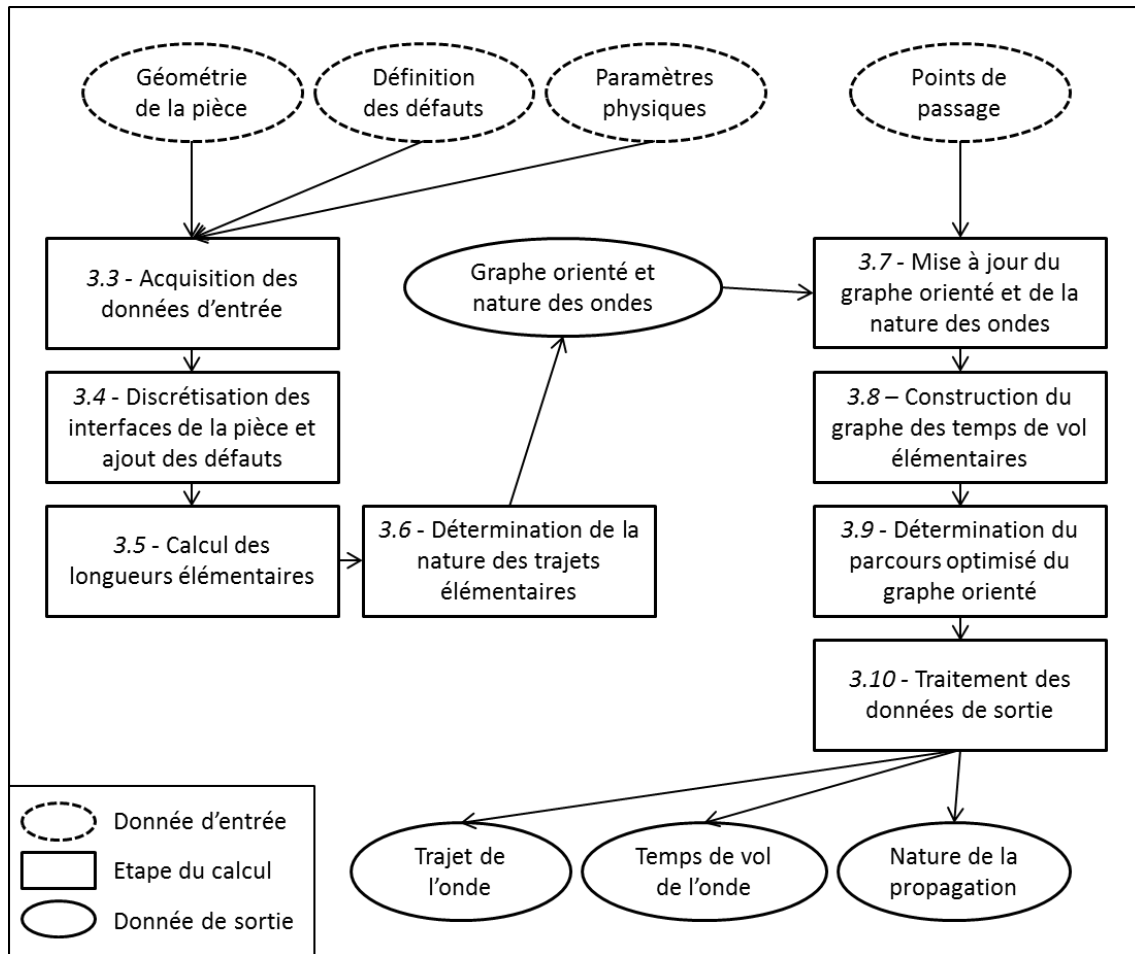 Géométrie
de la pièce
Définition
des défauts
Paramètres
physiques
Points de
passage
3.3 - Acquisition des
données d'entrée
3.4 - Discrétisation des
interfaces de la pièce et
ajout des défauts
3.5 - Calcul des
longueurs élémentaires
3.6 - Détermination de la
nature des trajets
élémentaires
Graphe orienté et
nature des ondes
3.7 - Mise à jour du
graphe orienté et de la
nature des ondes
3.8 – Construction du
graphe des temps de vol
élémentaires
3.9 - Détermination du
parcours optimisé du
graphe orienté
3.10 - Traitement des
données de sortie
Trajet de
l'onde
Temps de vol
de l'onde
Nature de la
propagation
Donnée d'entrée
Etape du calcul
Donnée de sortie